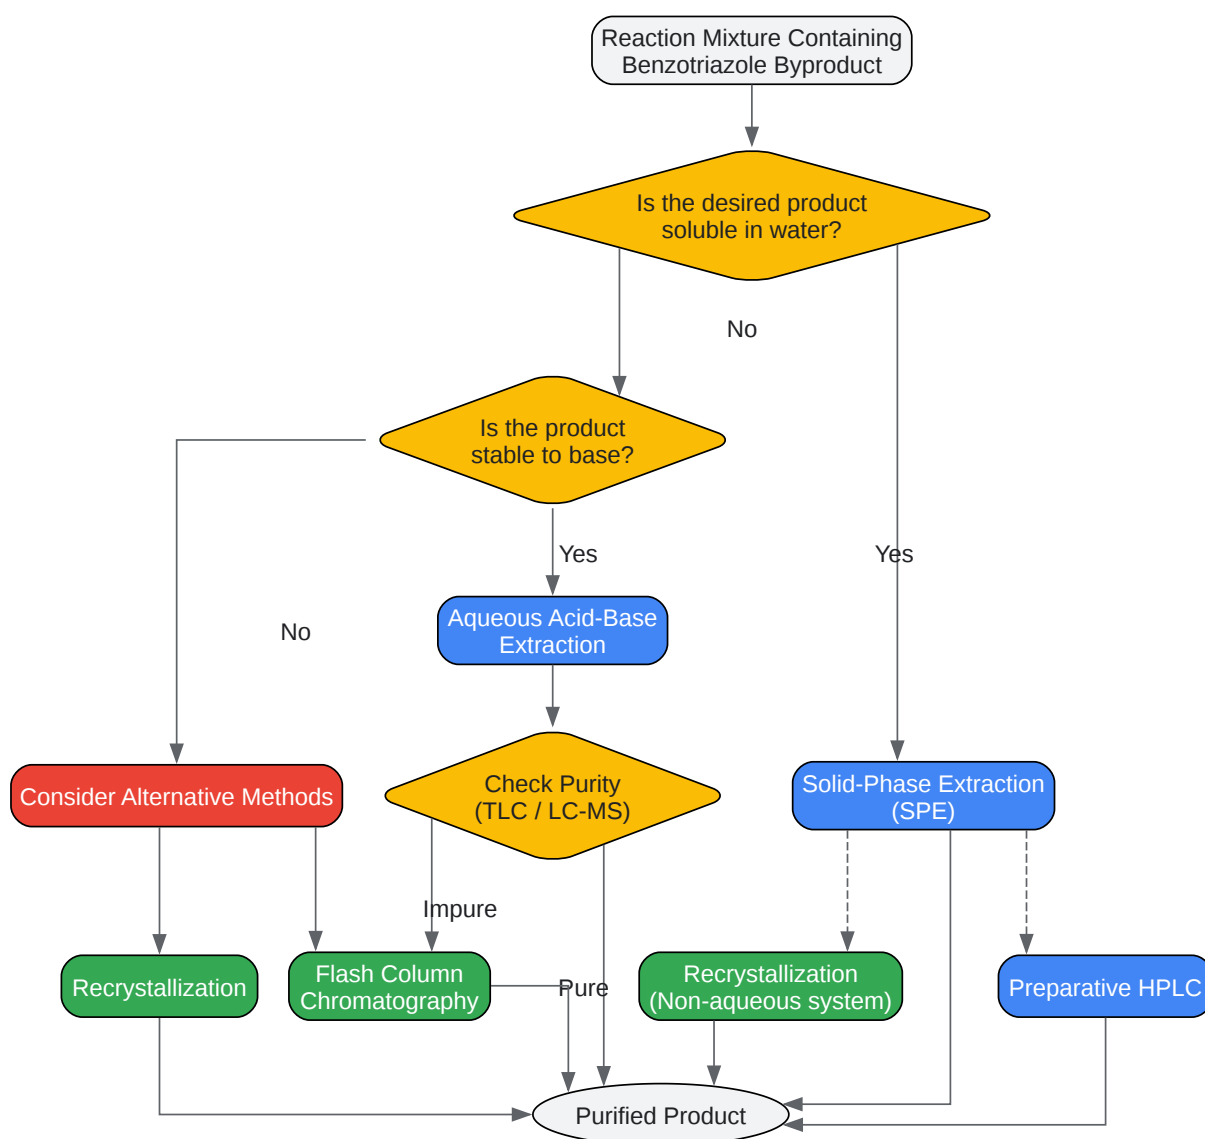 Reaction Mixture Containing
Benzotriazole Byproduct
Is the desired product
soluble in water?
No
Is the product
stable to base?
Yes
Yes
Aqueous Acid-Base
Extraction
No
Consider Alternative Methods
Check Purity
(TLC / LC-MS)
Solid-Phase Extraction
(SPE)
Impure
Recrystallization
Flash Column
Chromatography
Pure
Recrystallization
(Non-aqueous system)
Preparative HPLC
Purified Product